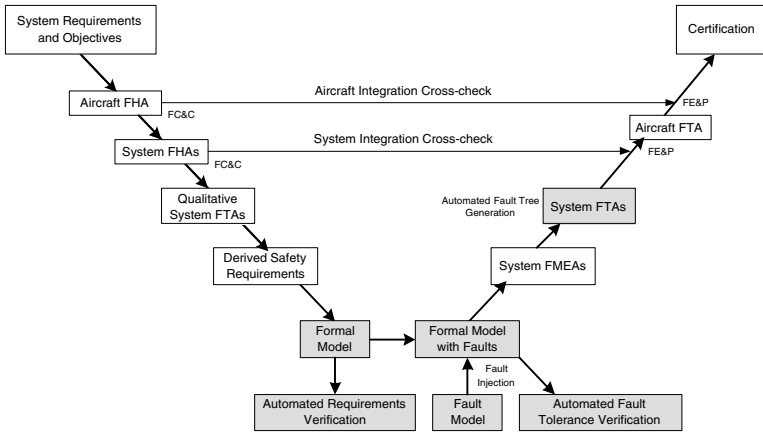 System Requirements
and Objectives
Certification
Aircraft Integration Cross-check
Aircraft FHA
FC&C
FE&P
Aircraft FTA
System Integration Cross-check
System FHAs
FC&C
FE&P
Qualitative
System FTAs
Automated Fault Tree
Generation
System FTAs
Derived Safety
Requirements
System FMEAs
Formal
Model
Formal Model
with Faults
Fault
Injection
Automated Requirements
Verification
Fault
Model
Automated Fault
Tolerance Verification